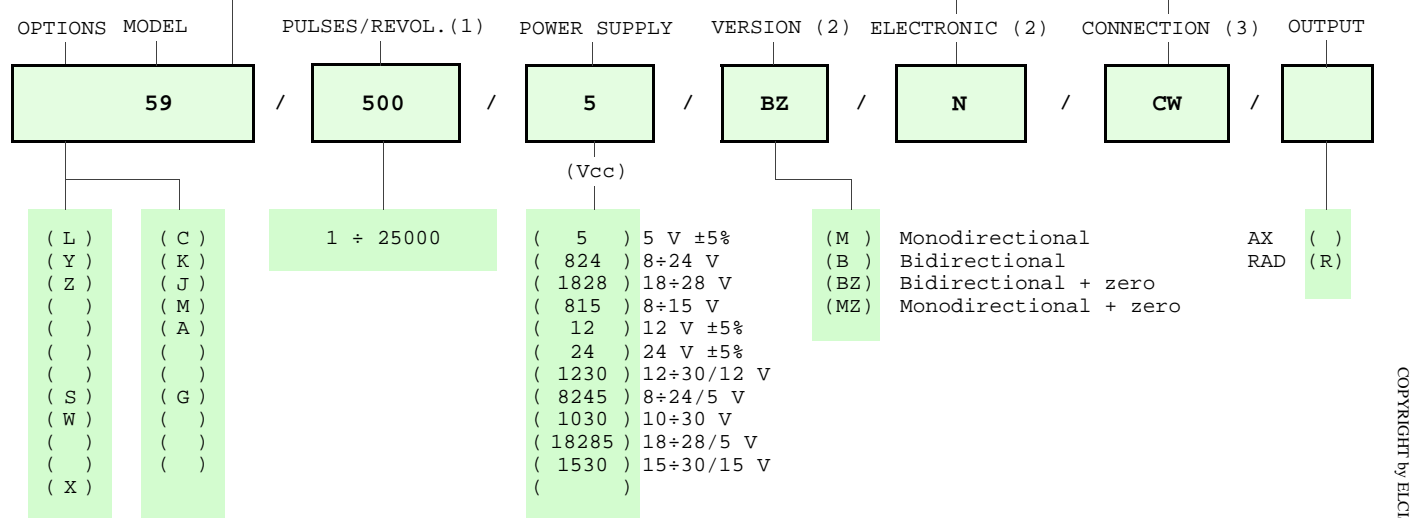 OPTIONS MODEL PULSES/REVOL.(1) POWER SUPPLY VERSION (2) ELECTRONIC (2) CONNECTION (3) OUTPUT
59 / 500 / 5 / BZ / N / CW /
(Vcc)
(L) (C) 1 ÷ 25000 ( 5 ) 5 V ±5% (M ) Monodirectional AX ( )
(Y) (K) ( 824 ) 8÷24 V (B ) Bidirectional RAD (R)
(Z) (J) ( 1828 ) 18÷28 V (BZ) Bidirectional + zero
( ) (M) ( 815 ) 8÷15 V (MZ) Monodirectional + zero
( ) (A) ( 12 ) 12 V ±5%
( ) ( ) ( 24 ) 24 V ±5%
( ) ( ) ( 1230 ) 12÷30/12 V
(S) (G) ( 8245 ) 8÷24/5 V
(W) ( ) ( 1030 ) 10÷30 V
( ) ( ) ( 18285 ) 18÷28/5 V
( ) ( ) ( 1530 ) 15÷30/15 V
(X) ( )
COPYRIGHT by ELCI